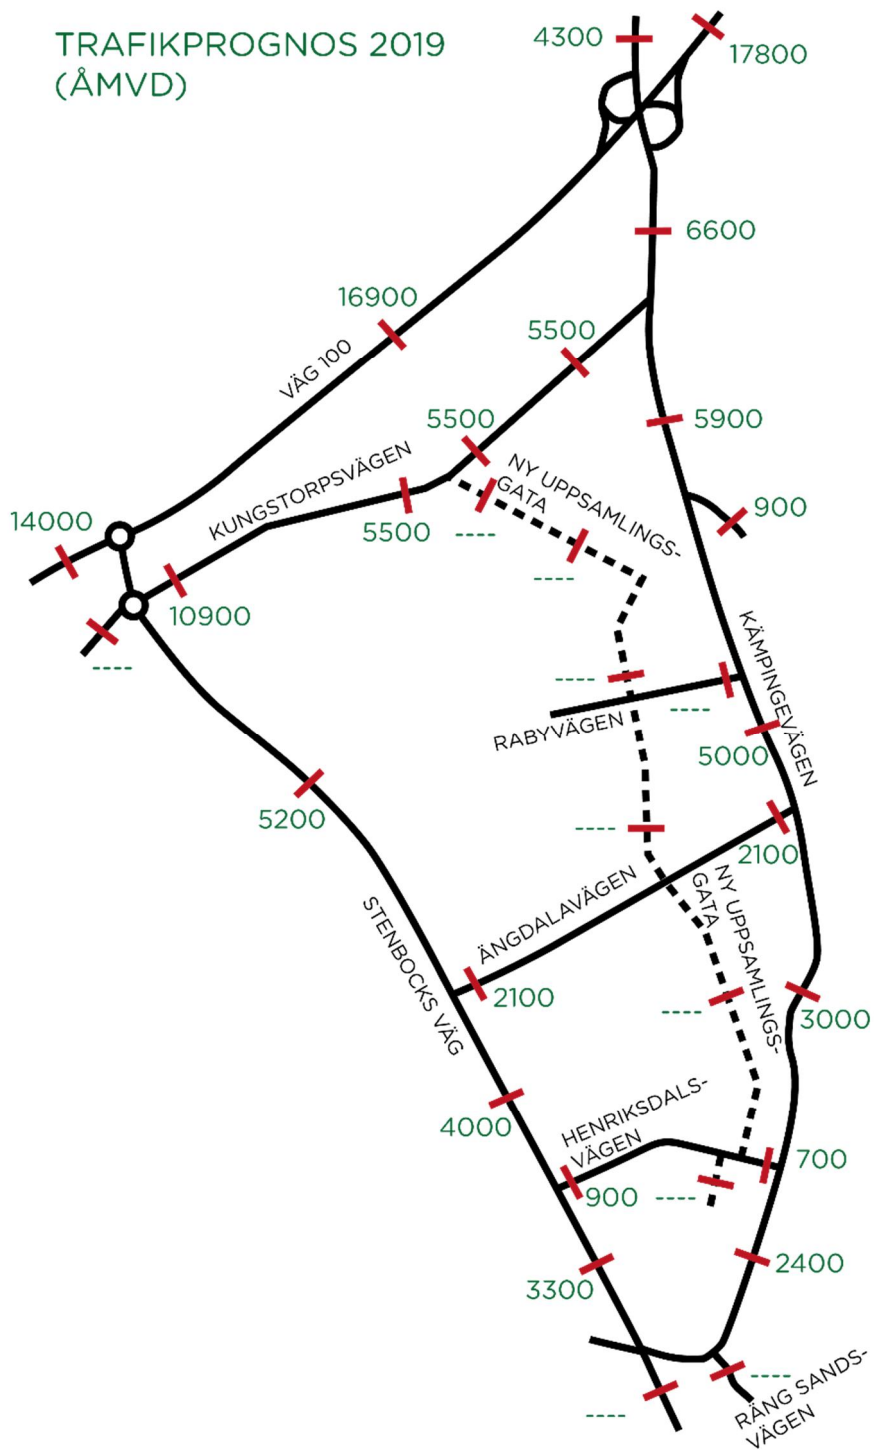 TRAFIKPROGNOS 2019
(ÅMVD)
4300
17800
6600
16900
VÄG 100
5500
5500
5900
KUNGSTORPSVÄGEN
NY UPPSAMLINGS-
GATA
5500
-----
900
14000
-----
10900
-----
KÄMPINGEVÄGEN
-----
-----
RABYVÄGEN
5000
5200
-----
2100
ÄNGDALAVÄGEN
NY UPPSAMLINGS-
GATA
STENBOCKS VÄG
2100
-----
3000
4000
HENRIKSDALS-
VÄGEN
700
900
-----
2400
3300
-----
RÄNG SANDS-
VÄGEN
-----